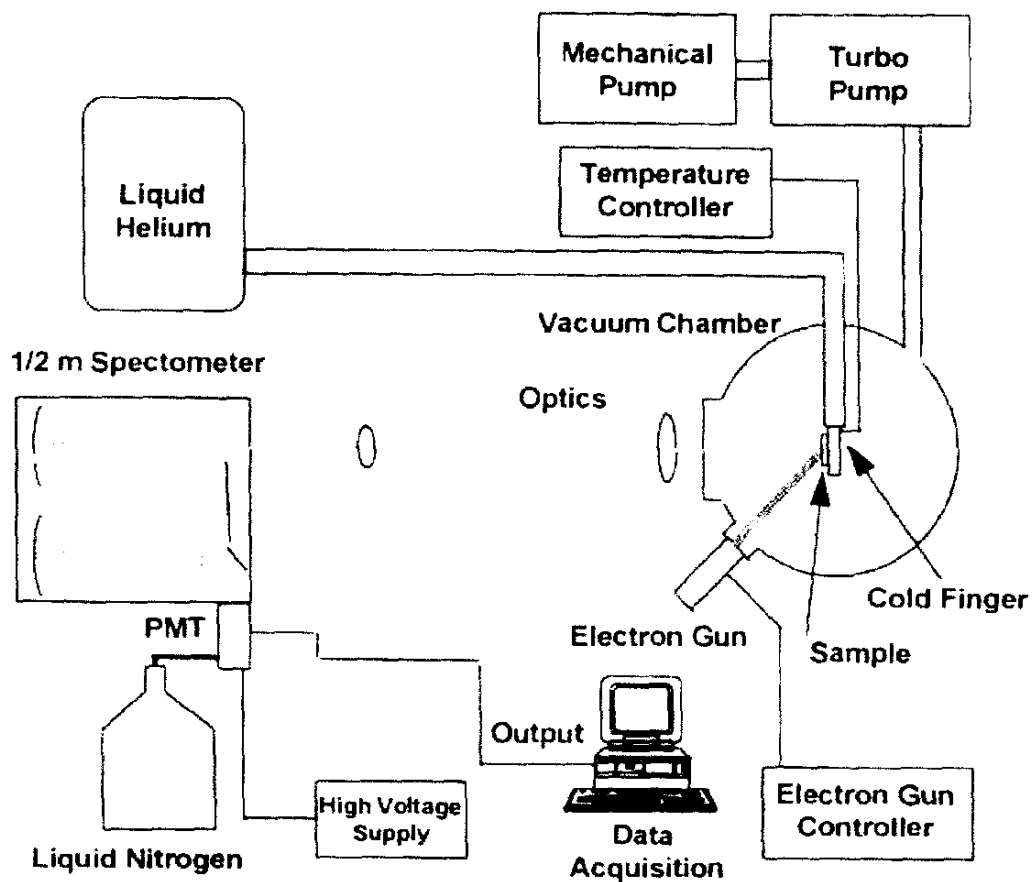 Mechanical
Pump
Turbo
Pump
Liquid
Helium
Temperature
Controller
Vacuum Chamber
1/2 m Spectometer
Optics
Cold Finger
PMT
Electron Gun
Sample
Output
High Voltage
Supply
Electron Gun
Controller
Liquid Nitrogen
Data
Acquisition